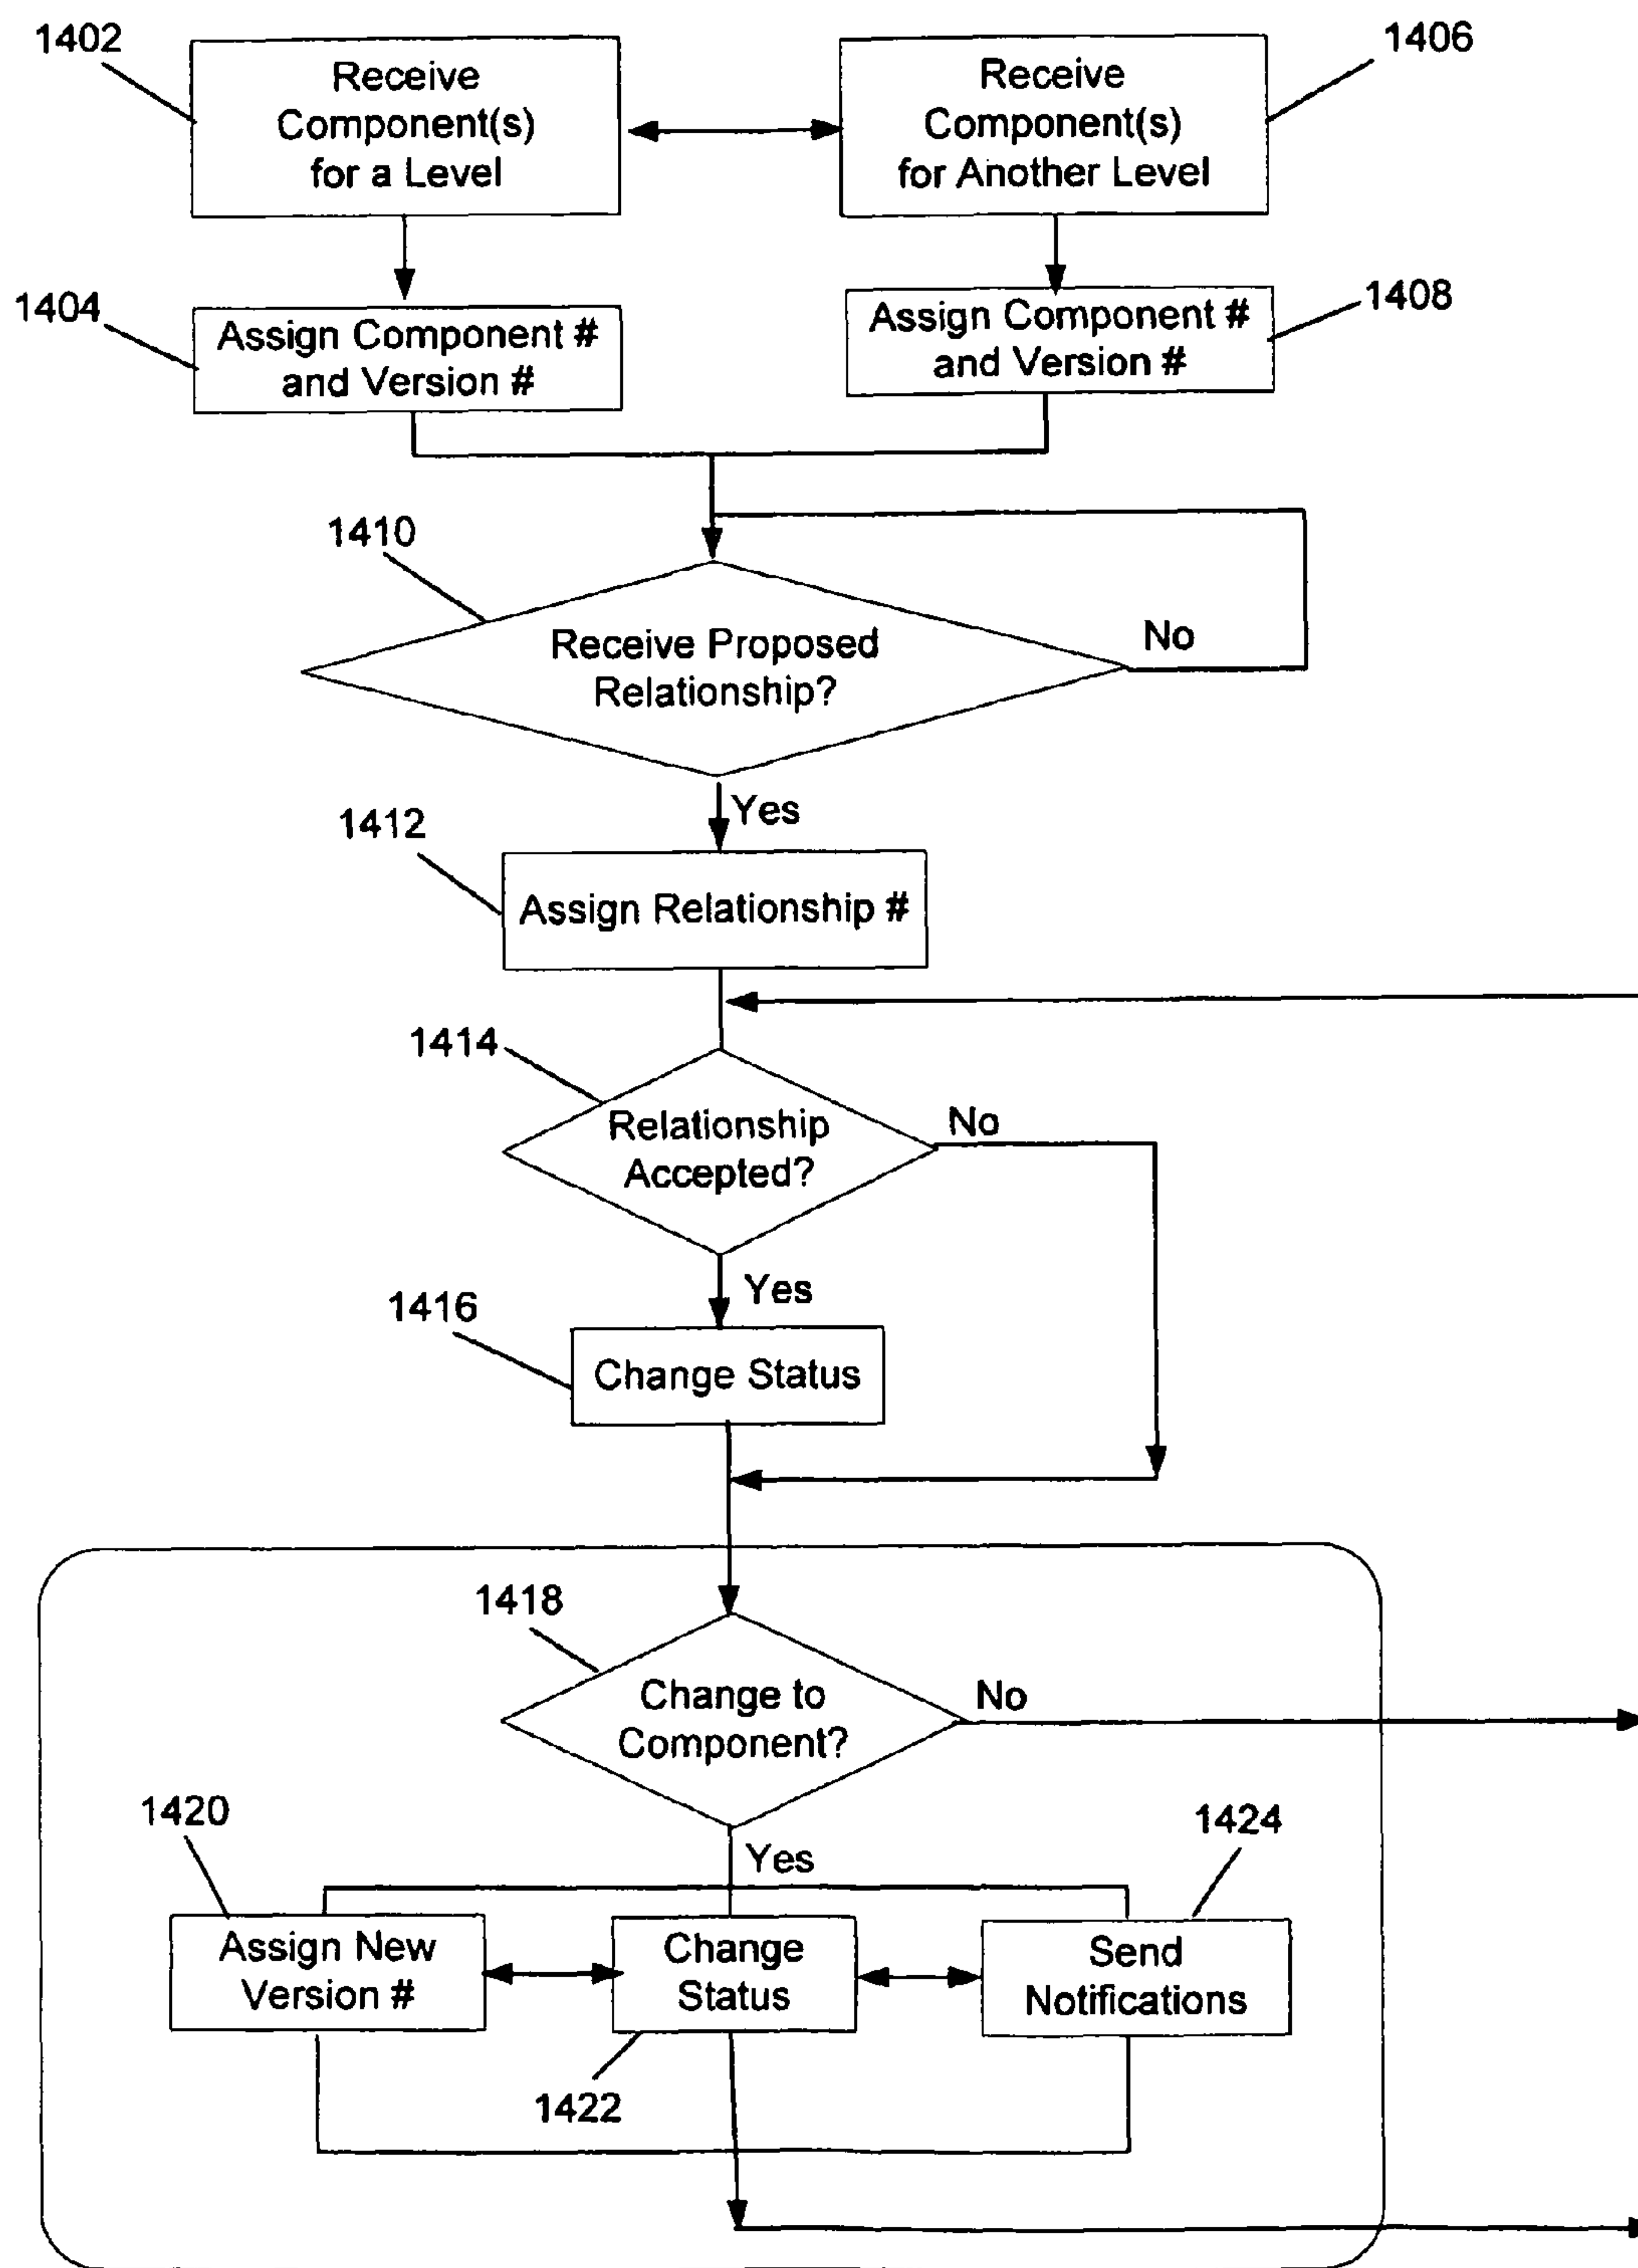 1402
Receive
Component(s)
for a Level
Receive
Component(s)
for Another Level
1406
1404
Assign Component #
and Version #
Assign Component #
and Version #
1408
1410
Receive Proposed
Relationship?
No
Yes
1412
Assign Relationship #
1414
Relationship
Accepted?
No
Yes
1416
Change Status
1418
Change to
Component?
No
Yes
1420
1424
Assign New
Version #
Change
Status
Send
Notifications
1422